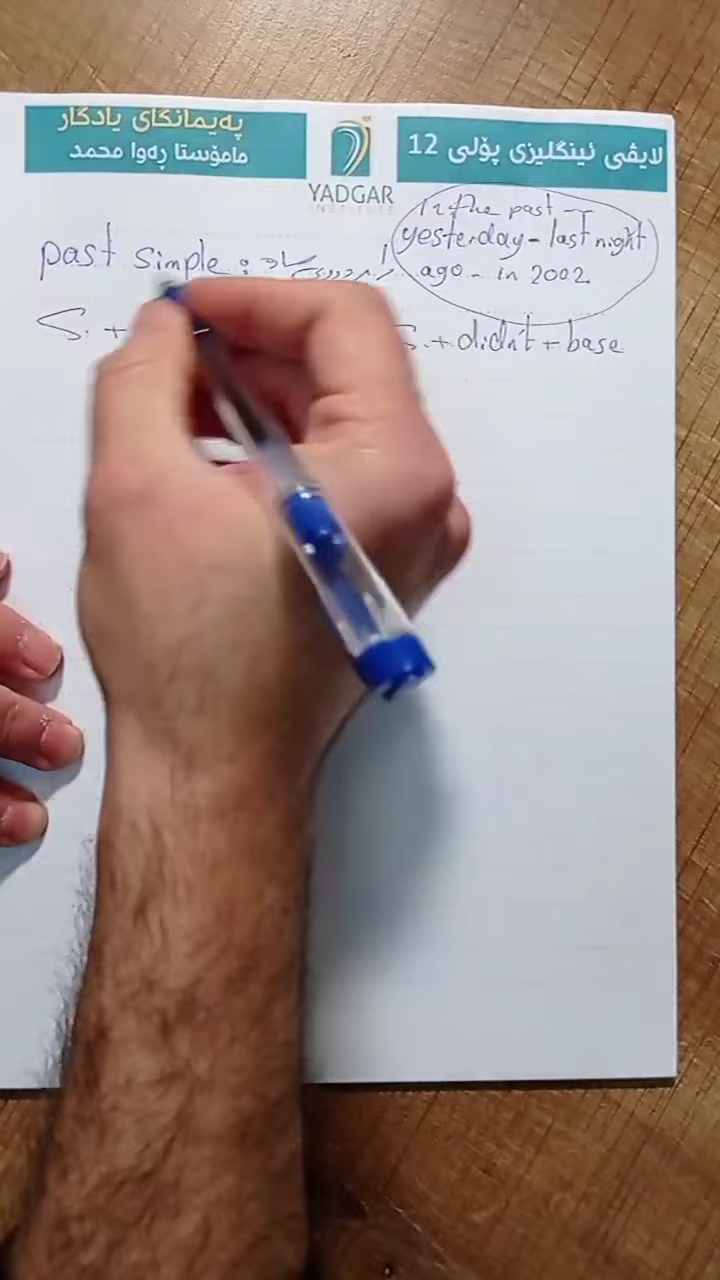 پەیمانگای یادگار
مامۆستا ڕەوا محمد
YADGAR
INSTITUTE
لایڤی ئینگلیزی پۆلی 12
In the past
yesterday - last night
ago - in 2002
past simple :
S. +
S. + didn't + base